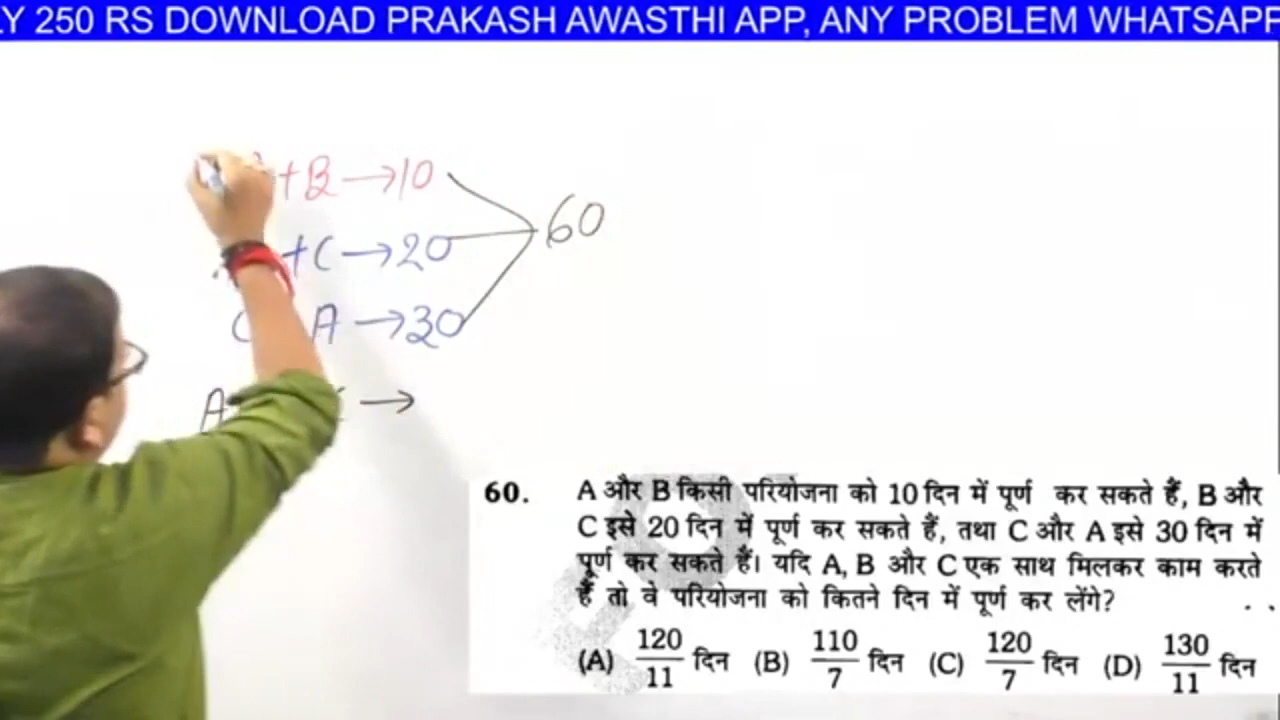 LY 250 RS DOWNLOAD PRAKASH AWASTHI APP, ANY PROBLEM WHATSAPP
+B →10
+C →20
60
C A →30
A →
60. A और B किसी परियोजना को 10 दिन में पूर्ण कर सकते हैं, B और
C इसे 20 दिन में पूर्ण कर सकते हैं, तथा C और A इसे 30 दिन में
पूर्ण कर सकते हैं। यदि A, B और C एक साथ मिलकर काम करते
हैं तो वे परियोजना को कितने दिन में पूर्ण कर लेंगे?
(A) 120/11 दिन (B) 110/7 दिन (C) 120/7 दिन (D) 130/11 दिन